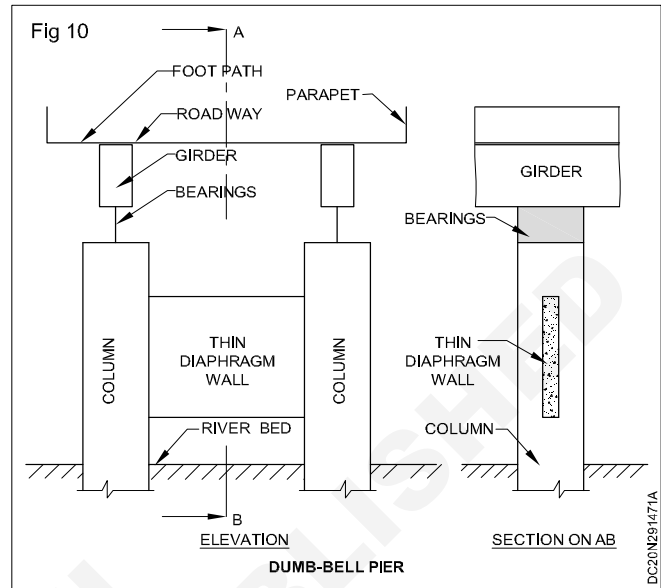 Fig 10
A
FOOT PATH
ROAD WAY
PARAPET
GIRDER
BEARINGS
COLUMN
THIN
DIAPHRAGM
WALL
COLUMN
RIVER BED
B
ELEVATION
GIRDER
BEARINGS
THIN
DIAPHRAGM
WALL
COLUMN
SECTION ON AB
DUMB-BELL PIER
DC20N291471A